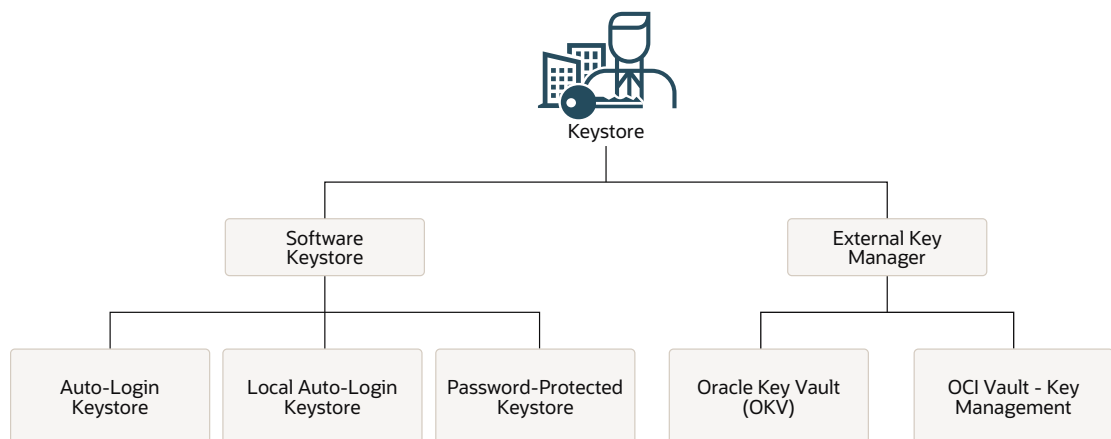 Keystore
Software
Keystore
External Key
Manager
Auto-Login
Keystore
Local Auto-Login
Keystore
Password-Protected
Keystore
Oracle Key Vault
(OKV)
OCI Vault - Key
Management